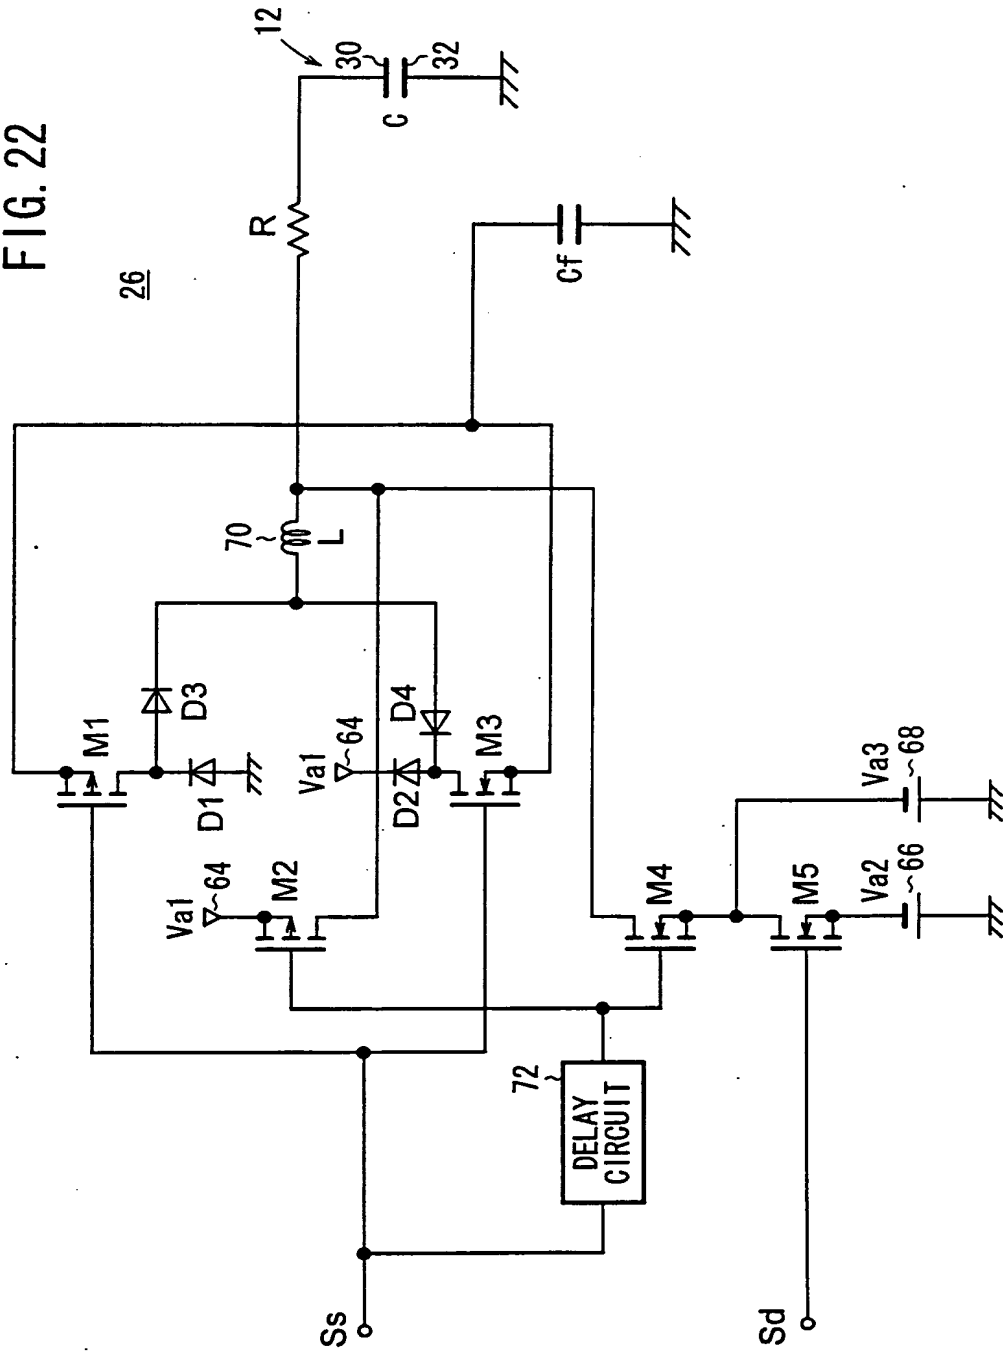 FIG. 22
26
12
30
32
C
R
Cf
70
L
D3
M1
D1
D4
Va1
64
D2
M3
Va1
64
M2
M4
Va3
68
M5
Va2
66
72
DELAY
CIRCUIT
Ss
Sd